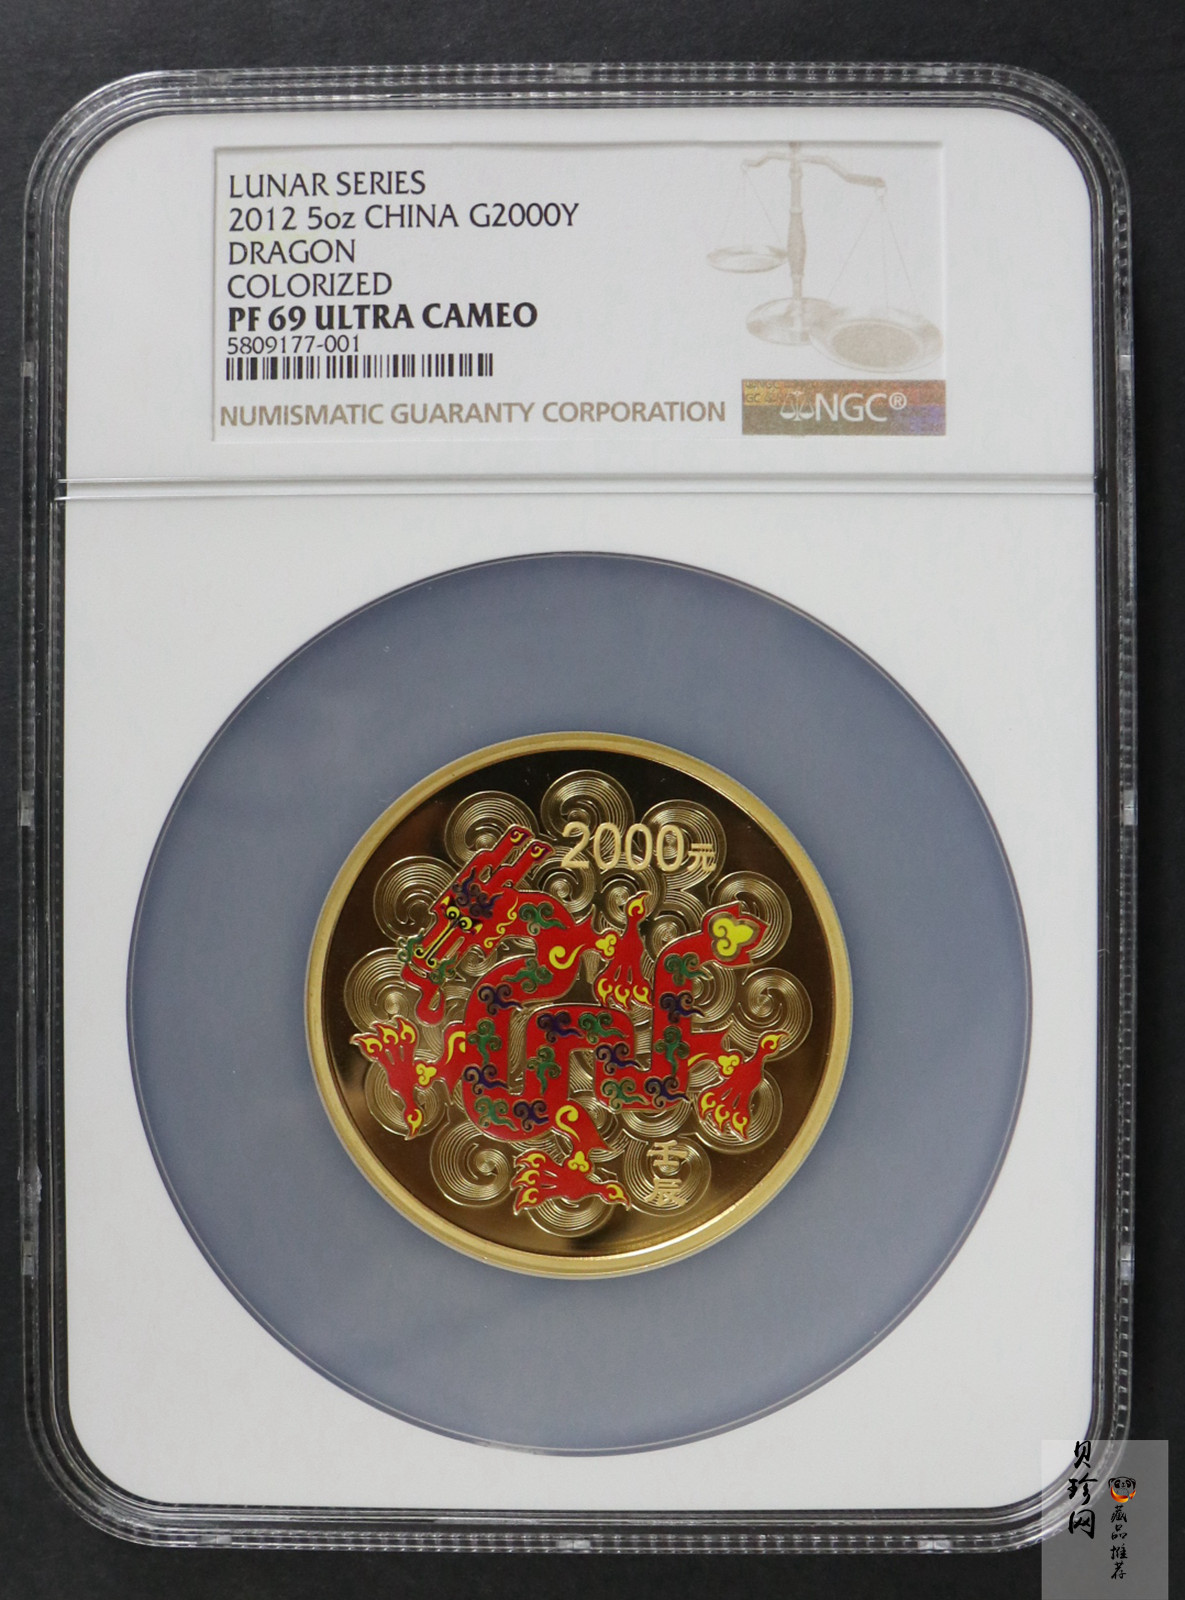 LUNAR SERIES
2012 5oz CHINA G2000Y
DRAGON
COLORIZED
PF 69 ULTRA CAMEO
5809177-001
NUMISMATIC GUARANTY CORPORATION
NGC®
2000元
壬辰
贝珍网
藏品推荐